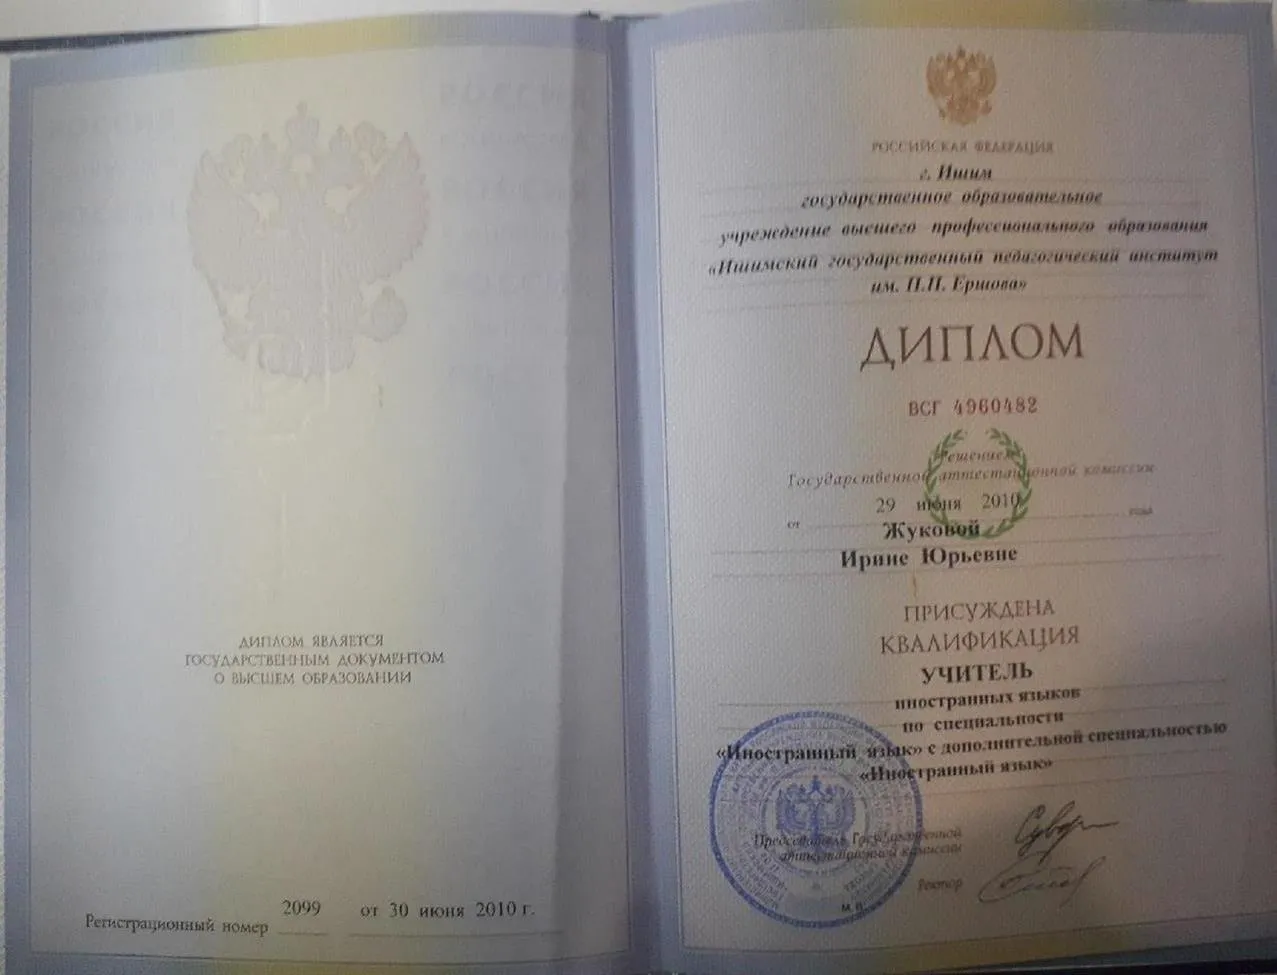 ДИПЛОМ ЯВЛЯЕТСЯ
ГОСУДАРСТВЕННЫМ ДОКУМЕНТОМ
О ВЫСШЕМ ОБРАЗОВАНИИ
Регистрационный номер 2099 от 30 июня 2010 г.
РОССИЙСКАЯ ФЕДЕРАЦИЯ
г. Ишим
государственное образовательное
учреждение высшего профессионального образования
«Ишимский государственный педагогический институт
им. П.П. Ершова»
ДИПЛОМ
ВСГ 4960482
Решением
Государственной аттестационной комиссии
от 29 июня 2010 года
Жуковой
Ирине Юрьевне
ПРИСУЖДЕНА
КВАЛИФИКАЦИЯ
УЧИТЕЛЬ
иностранных языков
по специальности
«Иностранный язык» с дополнительной специальностью
«Иностранный язык»
Председатель Государственной
аттестационной комиссии
Ректор
М.П.